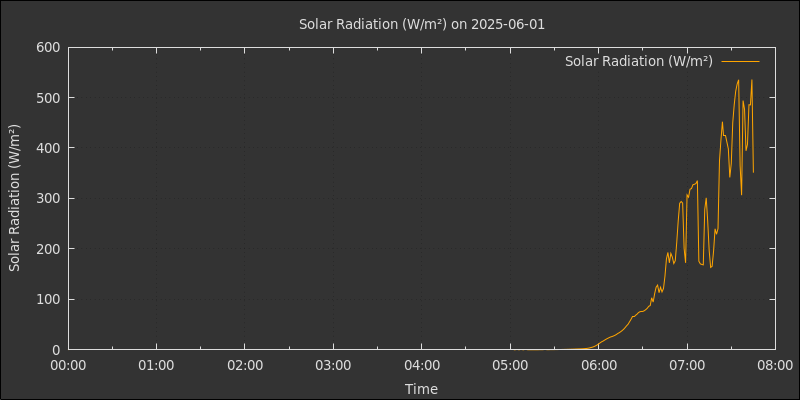 Solar Radiation (W/m²) on 2025-06-01
Solar Radiation (W/m²)
600
500
400
300
200
100
0
Solar Radiation (W/m²)
00:00 01:00 02:00 03:00 04:00 05:00 06:00 07:00 08:00
Time